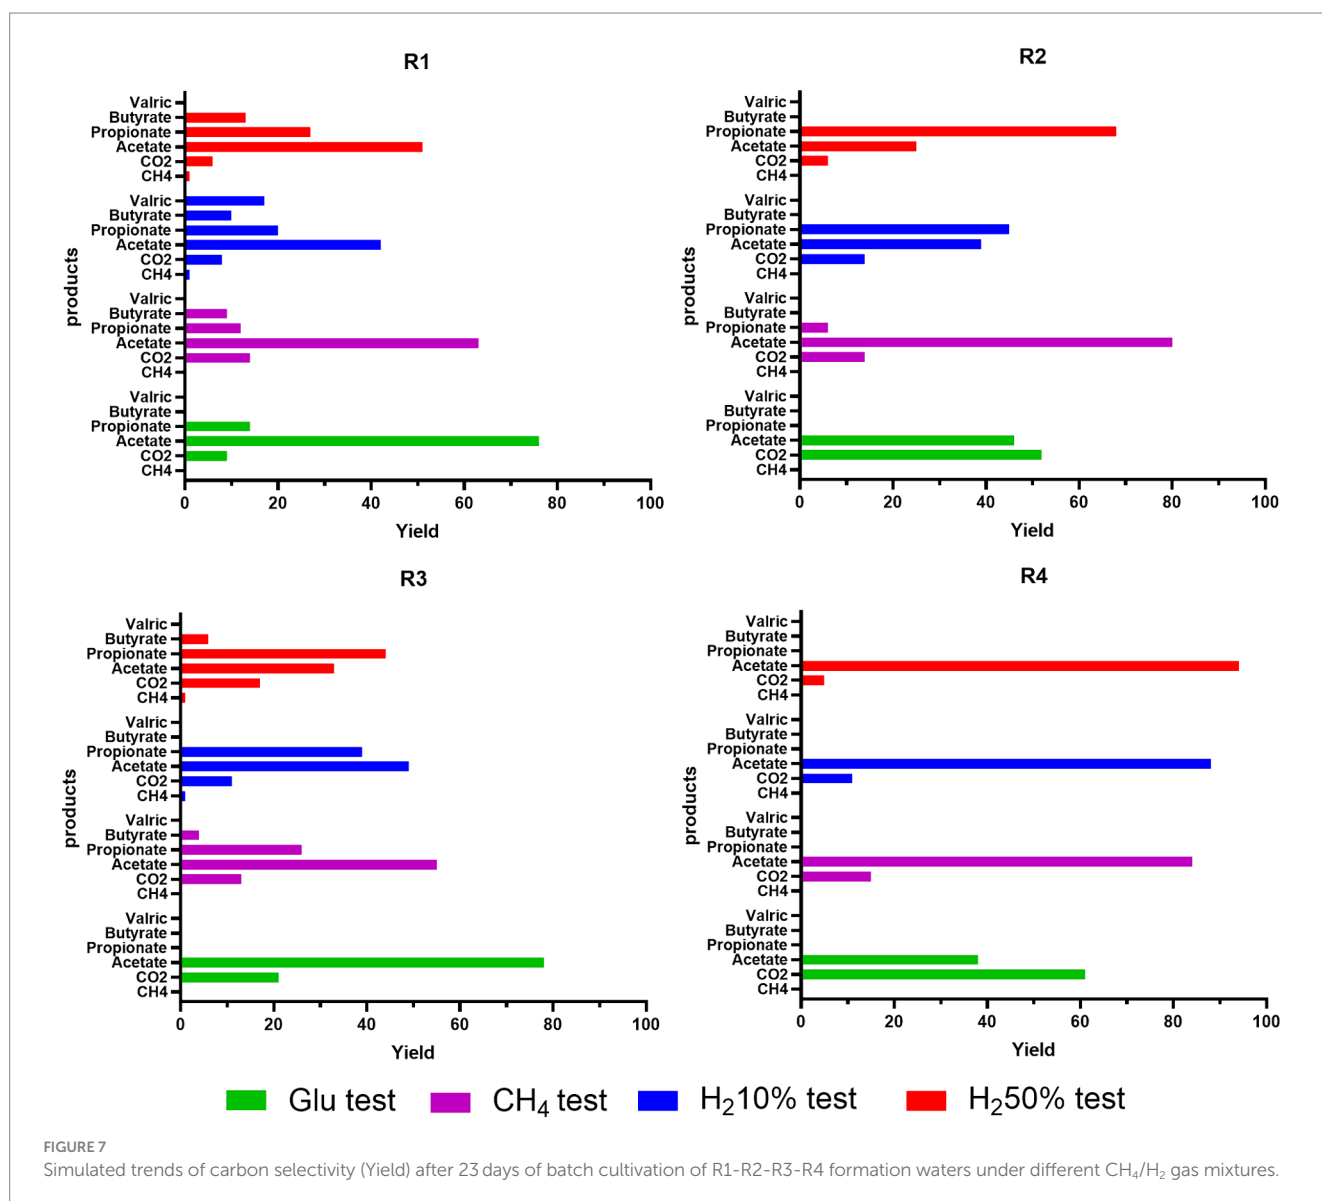 R1
Valric
Butyrate
Propionate
Acetate
CO2
CH4
Valric
Butyrate
Propionate
Acetate
CO2
CH4
Valric
Butyrate
Propionate
Acetate
CO2
CH4
Valric
Butyrate
Propionate
Acetate
CO2
CH4
products
0 20 40 60 80 100
Yield
R2
Valric
Butyrate
Propionate
Acetate
CO2
CH4
Valric
Butyrate
Propionate
Acetate
CO2
CH4
Valric
Butyrate
Propionate
Acetate
CO2
CH4
Valric
Butyrate
Propionate
Acetate
CO2
CH4
products
0 20 40 60 80 100
Yield
R3
Valric
Butyrate
Propionate
Acetate
CO2
CH4
Valric
Butyrate
Propionate
Acetate
CO2
CH4
Valric
Butyrate
Propionate
Acetate
CO2
CH4
Valric
Butyrate
Propionate
Acetate
CO2
CH4
products
0 20 40 60 80 100
Yield
R4
Valric
Butyrate
Propionate
Acetate
CO2
CH4
Valric
Butyrate
Propionate
Acetate
CO2
CH4
Valric
Butyrate
Propionate
Acetate
CO2
CH4
Valric
Butyrate
Propionate
Acetate
CO2
CH4
products
0 20 40 60 80 100
Yield
Glu test CH₄ test H₂10% test H₂50% test
FIGURE 7
Simulated trends of carbon selectivity (Yield) after 23 days of batch cultivation of R1-R2-R3-R4 formation waters under different CH₄/H₂ gas mixtures.